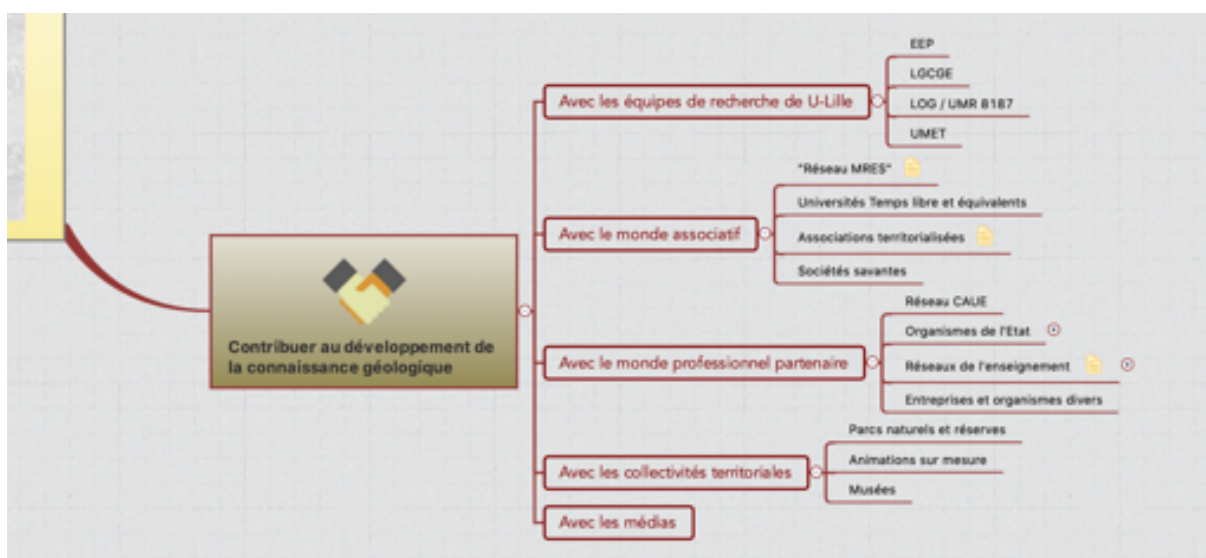 EEP
Avec les équipes de recherche de U-Lille
LGCGE
LOG / UMR 8187
UMET
"Réseau MRES"
Universités Temps libre et équivalents
Avec le monde associatif
Associations territorialisées
Sociétés savantes
Contribuer au développement de
la connaissance géologique
Réseau CAUE
Organismes de l'Etat
Avec le monde professionnel partenaire
Réseaux de l'enseignement
Entreprises et organismes divers
Parcs naturels et réserves
Avec les collectivités territoriales
Animations sur mesure
Musées
Avec les médias